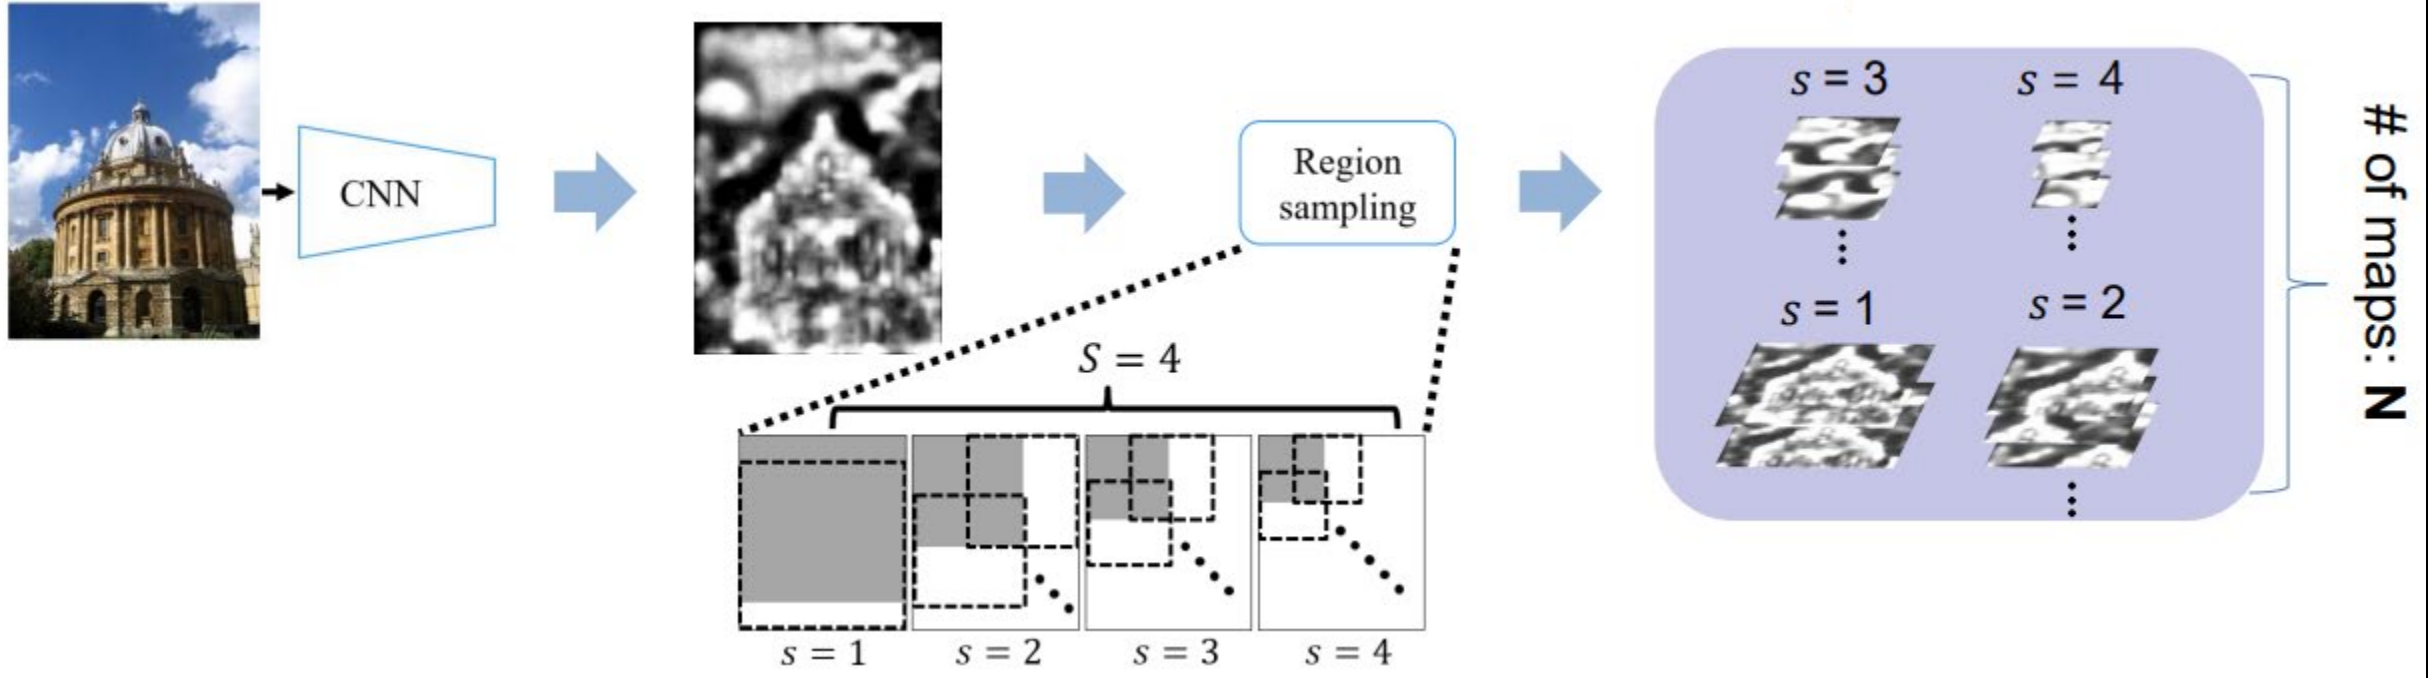 CNN
Region
sampling
S = 4
s = 1
s = 2
s = 3
s = 4
s = 3
s = 4
s = 1
s = 2
# of maps: N